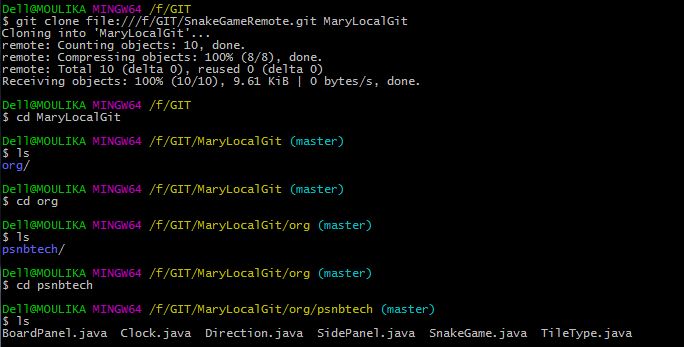 Dell@MOULIKA MINGW64 /f/GIT
$ git clone file:///f/GIT/SnakeGameRemote.git MaryLocalGit
Cloning into 'MaryLocalGit'...
remote: Counting objects: 10, done.
remote: Compressing objects: 100% (8/8), done.
remote: Total 10 (delta 0), reused 0 (delta 0)
Receiving objects: 100% (10/10), 9.61 KiB | 0 bytes/s, done.
Dell@MOULIKA MINGW64 /f/GIT
$ cd MaryLocalGit
Dell@MOULIKA MINGW64 /f/GIT/MaryLocalGit (master)
$ ls
org/
Dell@MOULIKA MINGW64 /f/GIT/MaryLocalGit (master)
$ cd org
Dell@MOULIKA MINGW64 /f/GIT/MaryLocalGit/org (master)
$ ls
psnbtech/
Dell@MOULIKA MINGW64 /f/GIT/MaryLocalGit/org (master)
$ cd psnbtech
Dell@MOULIKA MINGW64 /f/GIT/MaryLocalGit/org/psnbtech (master)
$ ls
BoardPanel.java  Clock.java  Direction.java  SidePanel.java  SnakeGame.java  TileType.java